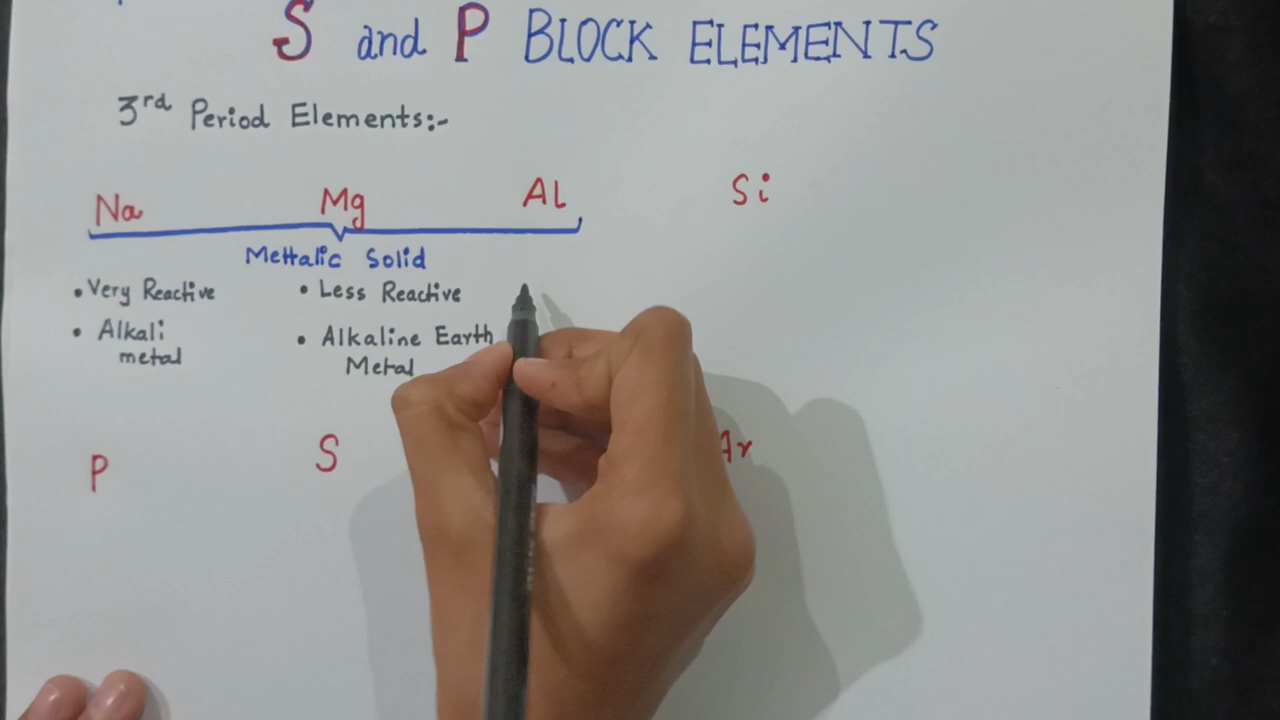 S and P BLOCK ELEMENTS
3rd Period Elements:-
Na Mg Al Si
Mettalic Solid
• Very Reactive • Less Reactive
• Alkali • Alkaline Earth
metal Metal
P S Ar